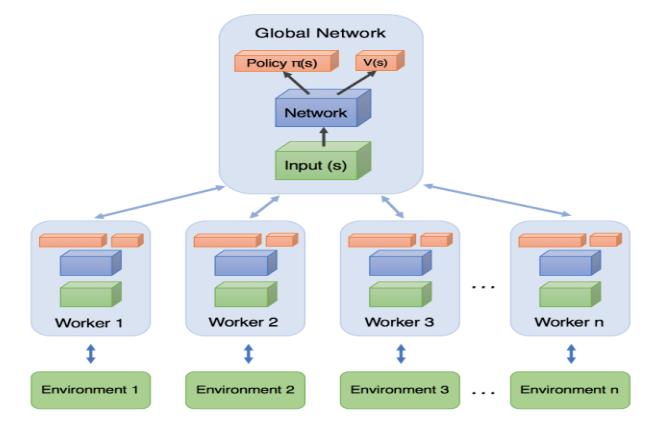 Global Network
Policy π(s)
V(s)
Network
Input (s)
Worker 1
Worker 2
Worker 3
...
Worker n
Environment 1
Environment 2
Environment 3
...
Environment n